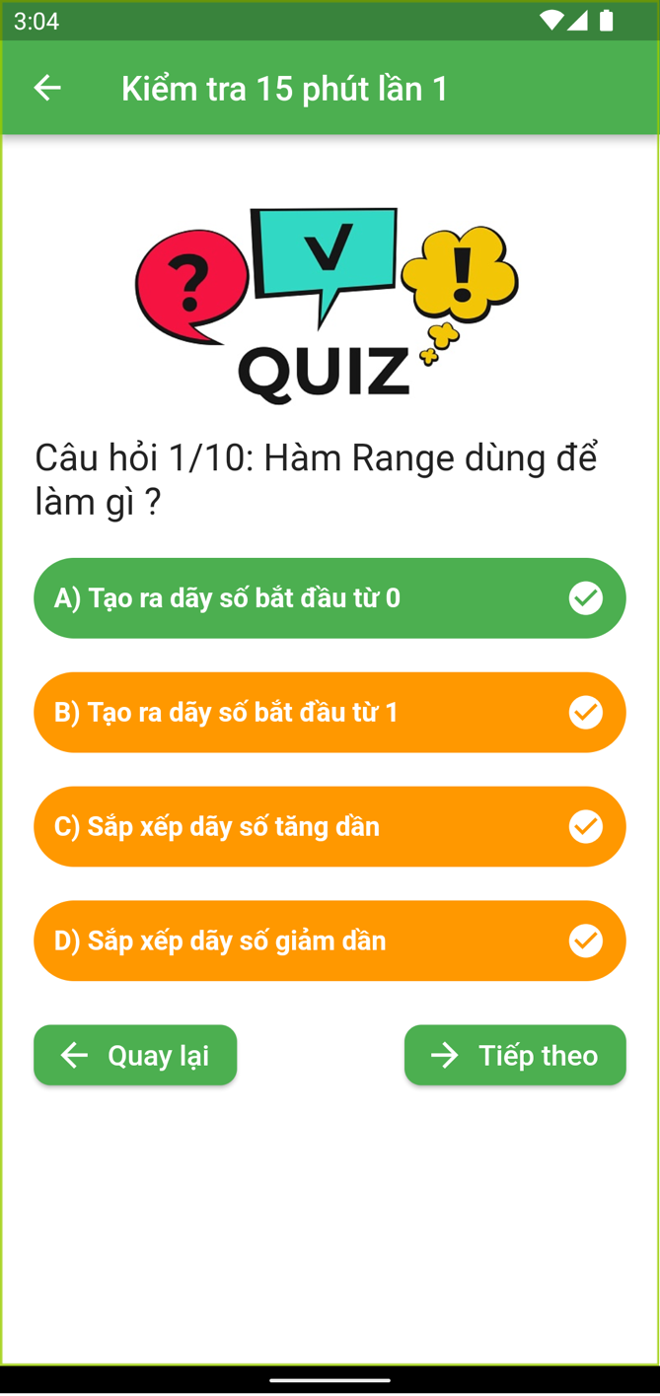 3:04
Kiểm tra 15 phút lần 1
? V !
QUIZ
Câu hỏi 1/10: Hàm Range dùng để
làm gì ?
A) Tạo ra dãy số bắt đầu từ 0
B) Tạo ra dãy số bắt đầu từ 1
C) Sắp xếp dãy số tăng dần
D) Sắp xếp dãy số giảm dần
Quay lại
Tiếp theo